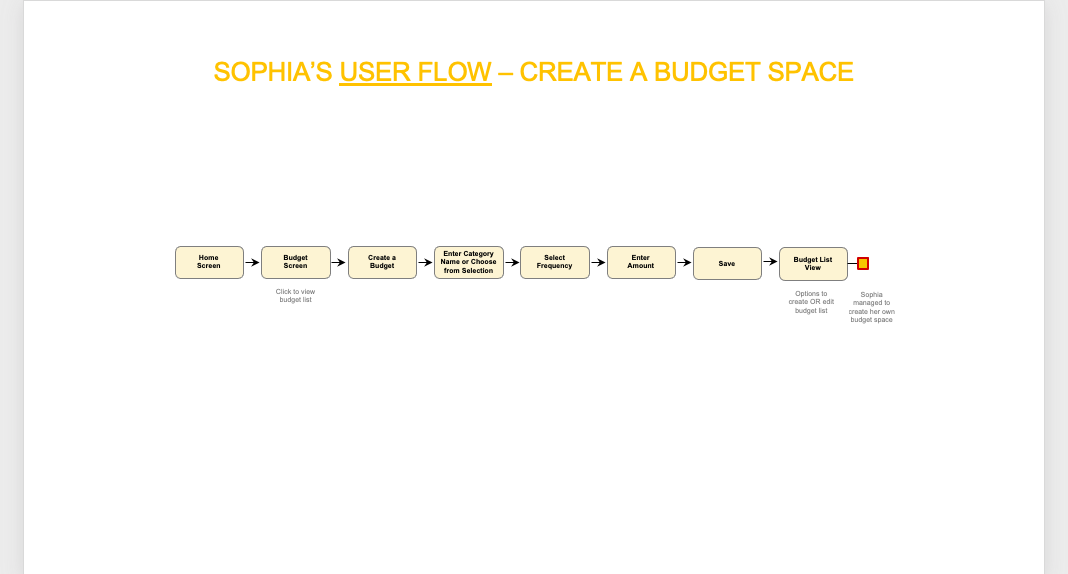 SOPHIA’S USER FLOW – CREATE A BUDGET SPACE
Home
Screen
Budget
Screen
Create a
Budget
Enter Category
Name or Choose
from Selection
Select
Frequency
Enter
Amount
Save
Budget List
View
Click to view
budget list
Options to
create OR edit
budget list
Sophia
managed to
create her own
budget space